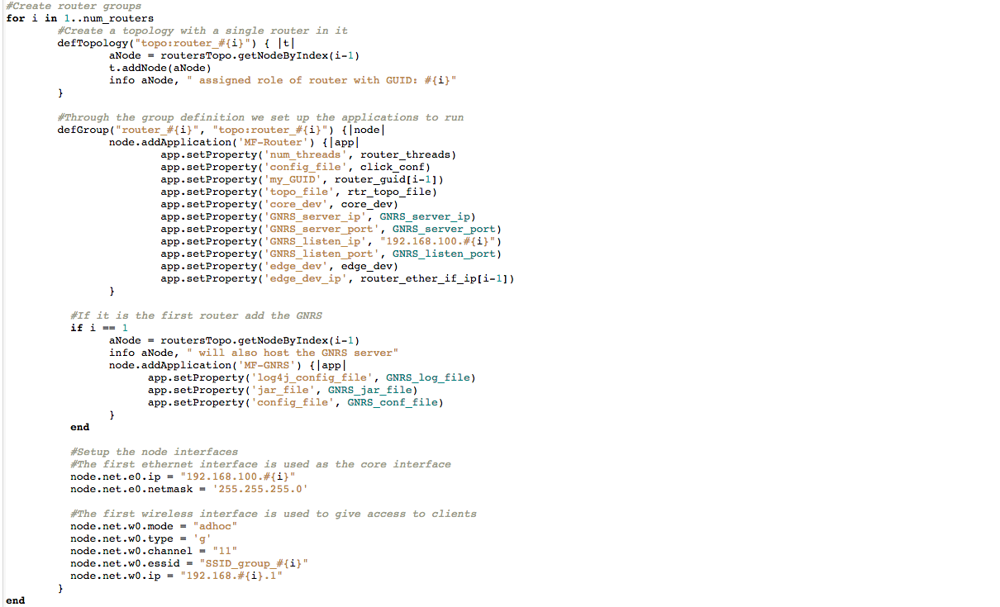 #Create router groups
for i in 1..num_routers
        #Create a topology with a single router in it
        defTopology("topo:router_#{i}") { |t|
                aNode = routersTopo.getNodeByIndex(i-1)
                t.addNode(aNode)
                info aNode, " assigned role of router with GUID: #{i}"
        }

        #Through the group definition we set up the applications to run
        defGroup("router_#{i}", "topo:router_#{i}") {|node|
                node.addApplication('MF-Router') {|app|
                        app.setProperty('num_threads', router_threads)
                        app.setProperty('config_file', click_conf)
                        app.setProperty('my_GUID', router_guid[i-1])
                        app.setProperty('topo_file', rtr_topo_file)
                        app.setProperty('core_dev', core_dev)
                        app.setProperty('GNRS_server_ip', GNRS_server_ip)
                        app.setProperty('GNRS_server_port', GNRS_server_port)
                        app.setProperty('GNRS_listen_ip', "192.168.100.#{i}")
                        app.setProperty('GNRS_listen_port', GNRS_listen_port)
                        app.setProperty('edge_dev', edge_dev)
                        app.setProperty('edge_dev_ip', router_ether_if_ip[i-1])
                }

          #If it is the first router add the GNRS
          if i == 1
                aNode = routersTopo.getNodeByIndex(i-1)
                info aNode, " will also host the GNRS server"
                node.addApplication('MF-GNRS') {|app|
                      app.setProperty('log4j_config_file', GNRS_log_file)
                      app.setProperty('jar_file', GNRS_jar_file)
                      app.setProperty('config_file', GNRS_conf_file)
                }
          end

          #Setup the node interfaces
          #The first ethernet interface is used as the core interface
          node.net.e0.ip = "192.168.100.#{i}"
          node.net.e0.netmask = '255.255.255.0'

          #The first wireless interface is used to give access to clients
          node.net.w0.mode = "adhoc"
          node.net.w0.type = 'g'
          node.net.w0.channel = "11"
          node.net.w0.essid = "SSID_group_#{i}"
          node.net.w0.ip = "192.168.#{i}.1"
        }
end